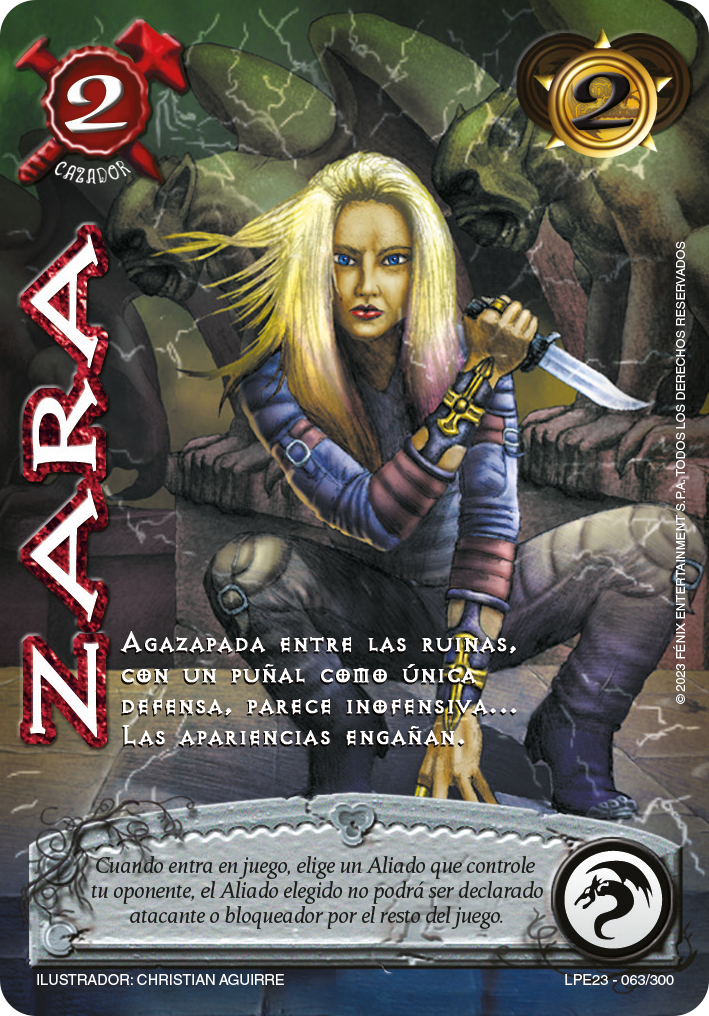 2
CAZADOR
2
ZARA
AGAZAPADA ENTRE LAS RUINAS,
CON UN PUÑAL COMO ÚNICA
DEFENSA, PARECE INOFENSIVA...
LAS APARIENCIAS ENGAÑAN.
© 2023 FÉNIX ENTERTAINMENT S.P.A. TODOS LOS DERECHOS RESERVADOS
Cuando entra en juego, elige un Aliado que controle
tu oponente, el Aliado elegido no podrá ser declarado
atacante o bloqueador por el resto del juego.
ILUSTRADOR: CHRISTIAN AGUIRRE
LPE23 - 063/300